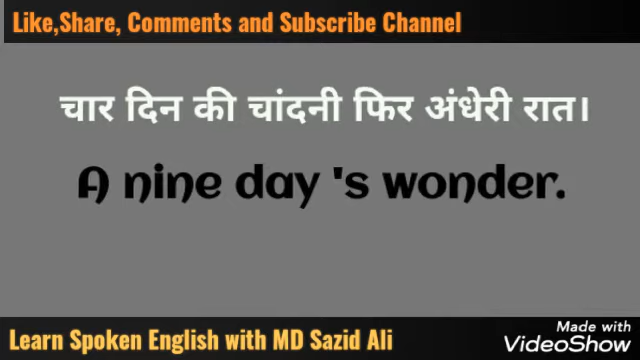 Like,Share, Comments and Subscribe Channel
चार दिन की चांदनी फिर अंधेरी रात।
A nine day 's wonder.
Learn Spoken English with MD Sazid Ali
Made with
VideoShow